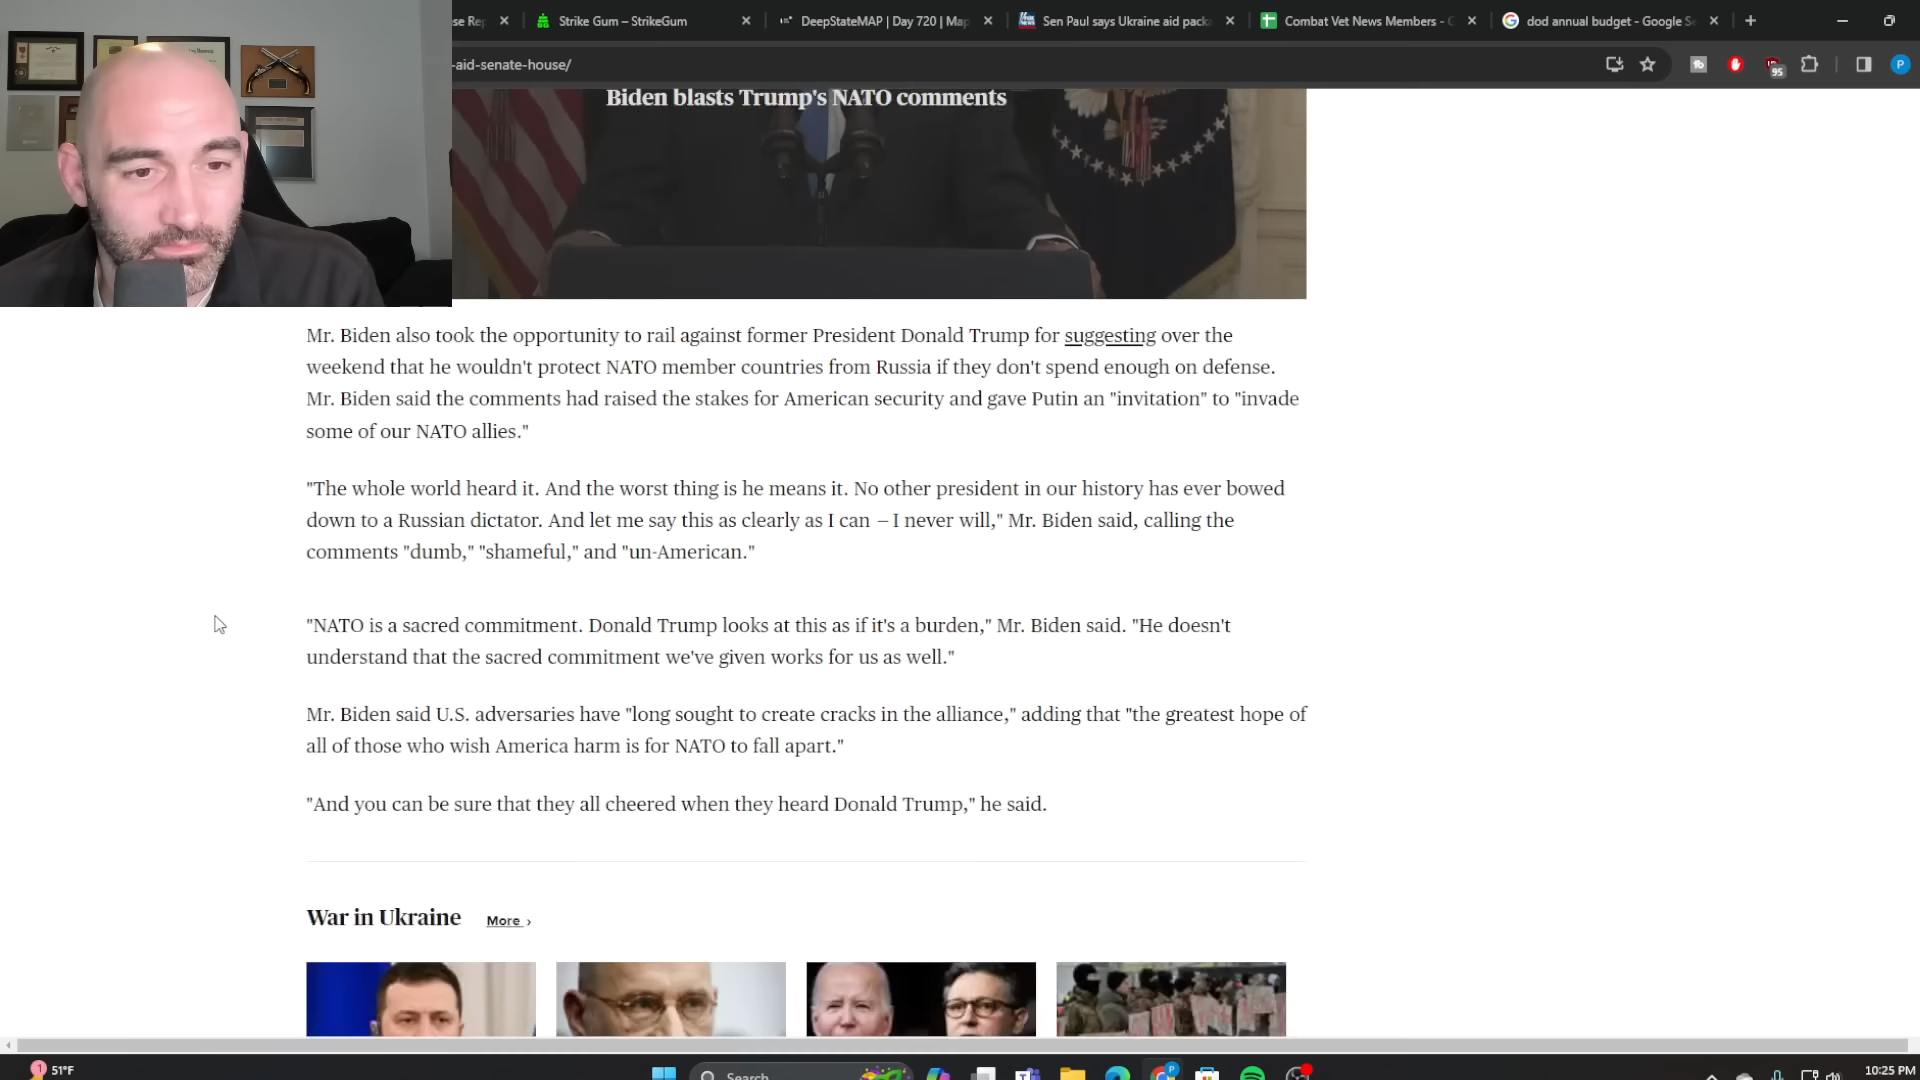 se Rep
Strike Gum – StrikeGum
DeepStateMAP | Day 720 | Map
Sen Paul says Ukraine aid pack
Combat Vet News Members - G
dod annual budget - Google Se
-aid-senate-house/
95
P
Biden blasts Trump's NATO comments
Mr. Biden also took the opportunity to rail against former President Donald Trump for suggesting over the
weekend that he wouldn't protect NATO member countries from Russia if they don't spend enough on defense.
Mr. Biden said the comments had raised the stakes for American security and gave Putin an "invitation" to "invade
some of our NATO allies."
"The whole world heard it. And the worst thing is he means it. No other president in our history has ever bowed
down to a Russian dictator. And let me say this as clearly as I can – I never will," Mr. Biden said, calling the
comments "dumb," "shameful," and "un-American."
"NATO is a sacred commitment. Donald Trump looks at this as if it's a burden," Mr. Biden said. "He doesn't
understand that the sacred commitment we've given works for us as well."
Mr. Biden said U.S. adversaries have "long sought to create cracks in the alliance," adding that "the greatest hope of
all of those who wish America harm is for NATO to fall apart."
"And you can be sure that they all cheered when they heard Donald Trump," he said.
War in Ukraine
More ›
1
51°F
Search
P
10:25 PM